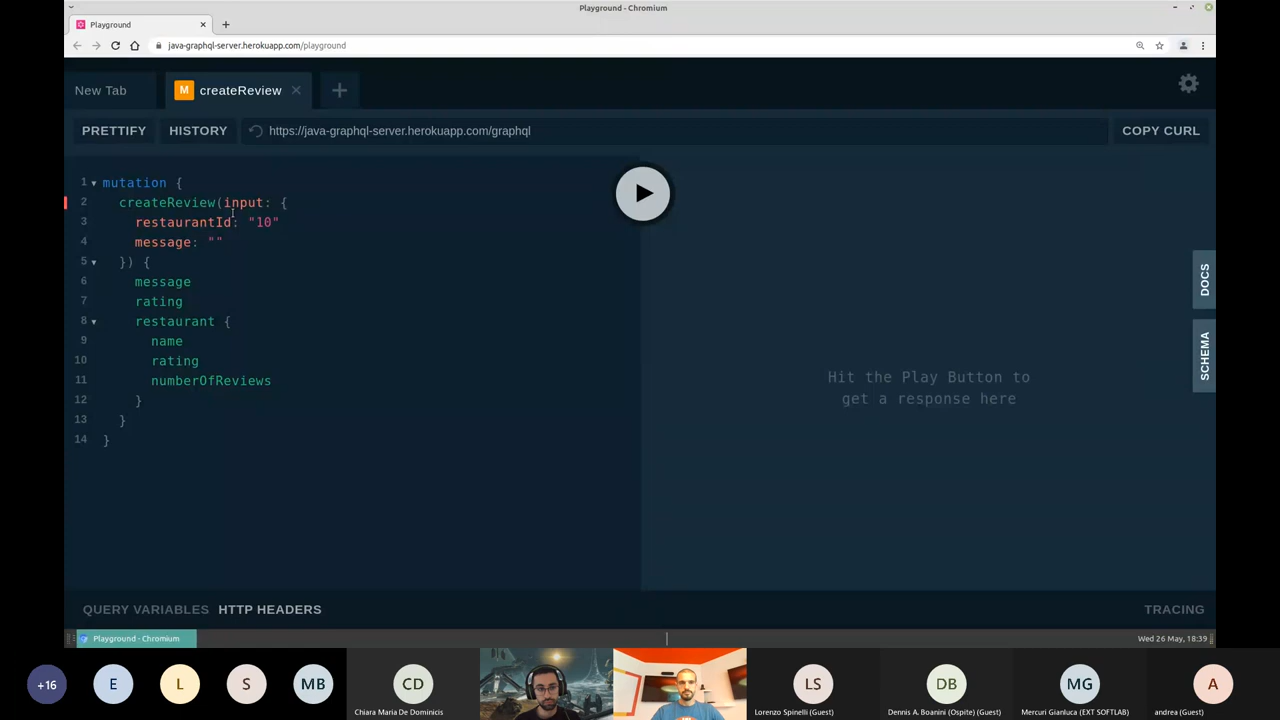 Playground - Chromium
Playground
java-graphql-server.herokuapp.com/playground
New Tab
M createReview
PRETTIFY HISTORY https://java-graphql-server.herokuapp.com/graphql COPY CURL
1 mutation {
2 createReview(input: {
3 restaurantId: "10"
4 message: ""
5 }) {
6 message
7 rating
8 restaurant {
9 name
10 rating
11 numberOfReviews
12 }
13 }
14 }
Hit the Play Button to
get a response here
DOCS
SCHEMA
QUERY VARIABLES HTTP HEADERS TRACING
Playground - Chromium Wed 26 May, 18:39
+16 E L S MB CD LS DB MG A
Chiara Maria De Dominicis Lorenzo Spinelli (Guest) Dennis A. Boanini (Ospite) (Guest) Mercuri Gianluca (EXT SOFTLAB) andrea (Guest)